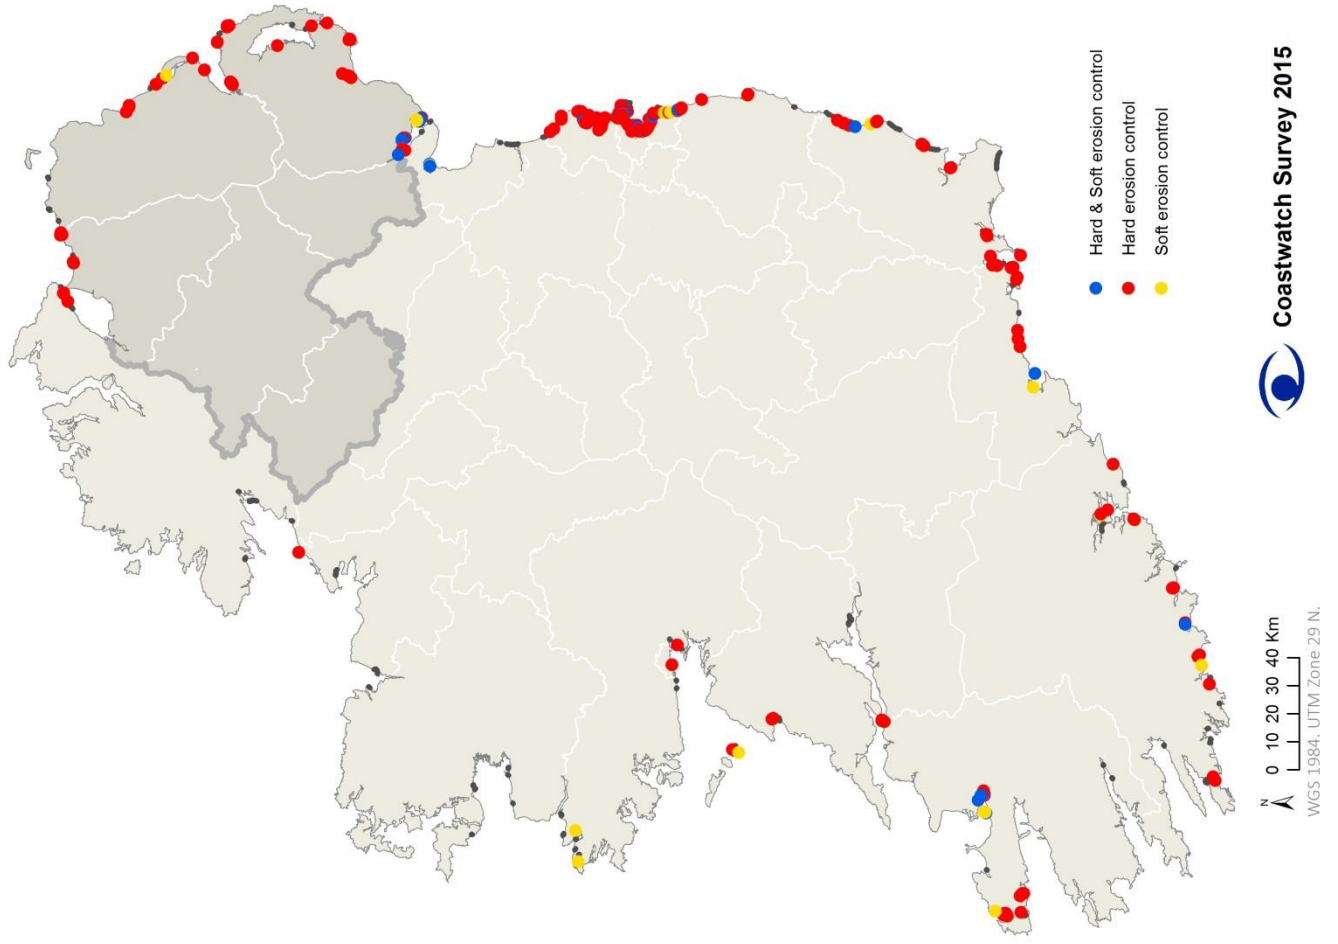 Hard & Soft erosion control
Hard erosion control
Soft erosion control
Coastwatch Survey 2015
N
0 10 20 30 40 Km
WGS 1984, UTM Zone 29 N.